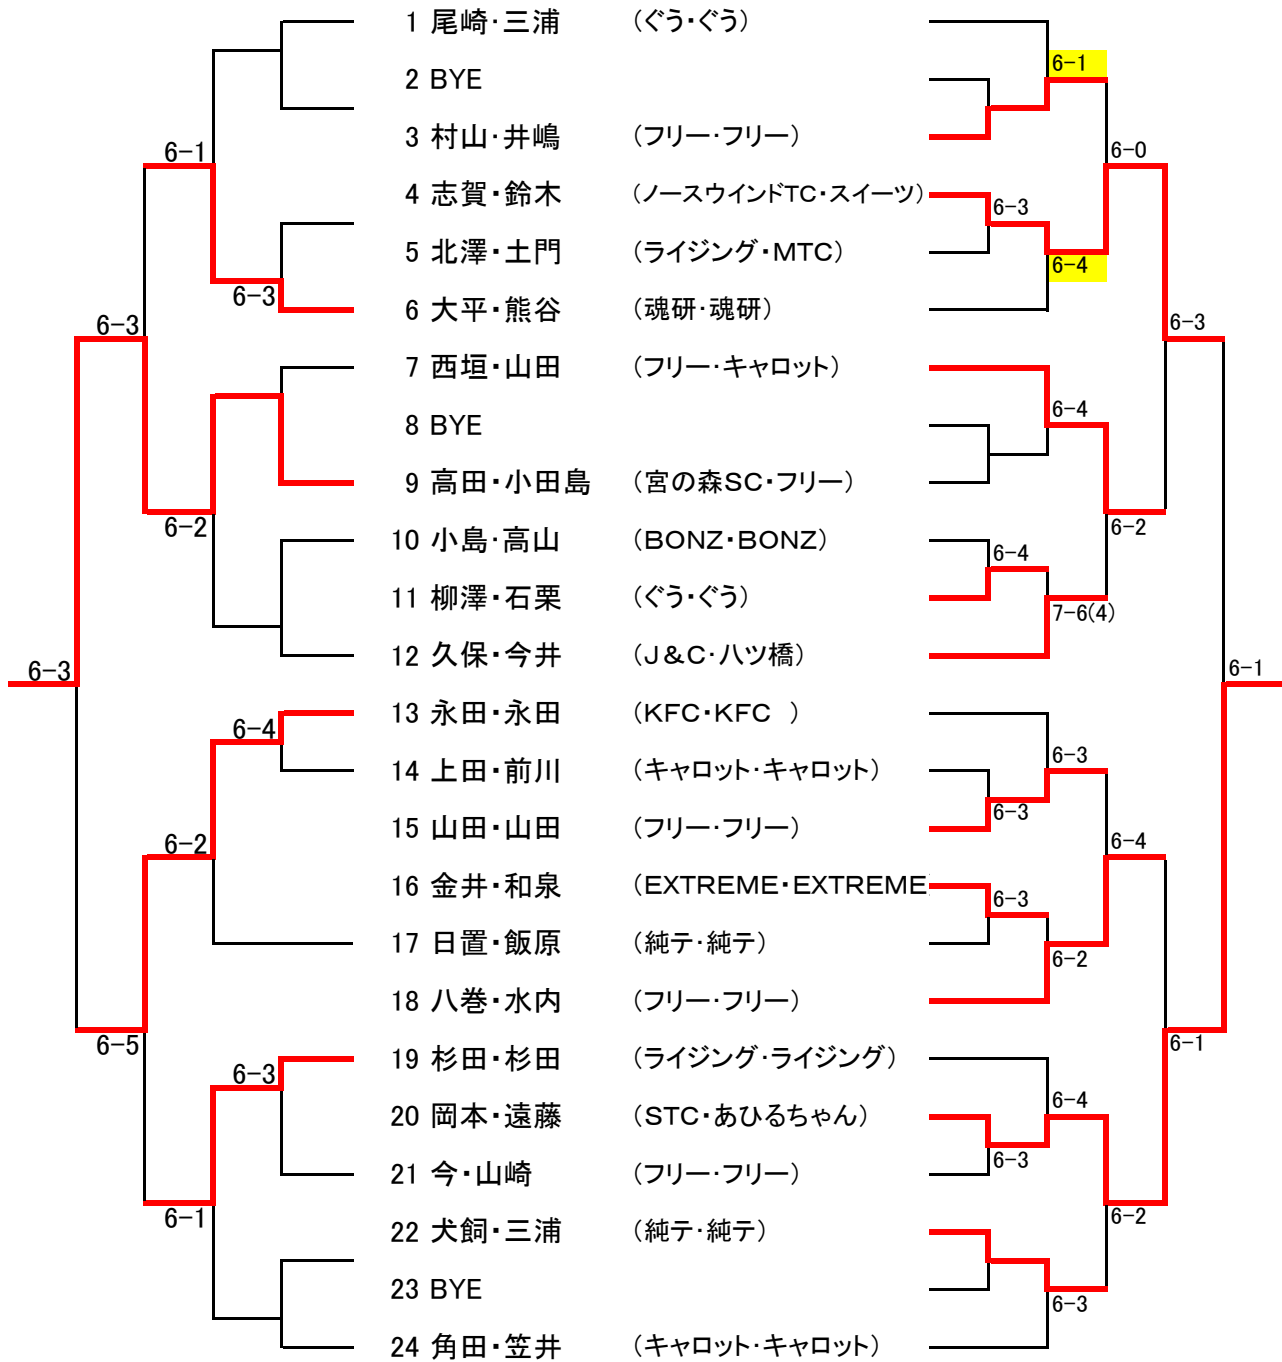 1 尾崎・三浦 (ぐう・ぐう)
6-1
2 BYE
3 村山・井嶋 (フリー・フリー)
6-1 6-0
4 志賀・鈴木 (ノースウインドTC・スイーツ) 6-3
5 北澤・土門 (ライジング・MTC) 6-4
6-3 6 大平・熊谷 (魂研・魂研)
6-3 6-3
7 西垣・山田 (フリー・キャロット)
6-4
8 BYE
9 高田・小田島 (宮の森SC・フリー)
6-2 6-2
10 小島・高山 (BONZ・BONZ) 6-4
11 柳澤・石栗 (ぐう・ぐう) 7-6(4)
12 久保・今井 (J&C・八ツ橋)
6-3 6-1
6-4 13 永田・永田 (KFC・KFC )
6-3
14 上田・前川 (キャロット・キャロット)
15 山田・山田 (フリー・フリー) 6-3
6-2 6-4
16 金井・和泉 (EXTREME・EXTREME 6-3
17 日置・飯原 (純テ・純テ) 6-2
18 八巻・水内 (フリー・フリー)
6-5 6-1
6-3 19 杉田・杉田 (ライジング・ライジング)
6-4
20 岡本・遠藤 (STC・あひるちゃん)
6-3
21 今・山崎 (フリー・フリー)
6-1 6-2
22 犬飼・三浦 (純テ・純テ)
23 BYE 6-3
24 角田・笠井 (キャロット・キャロット)